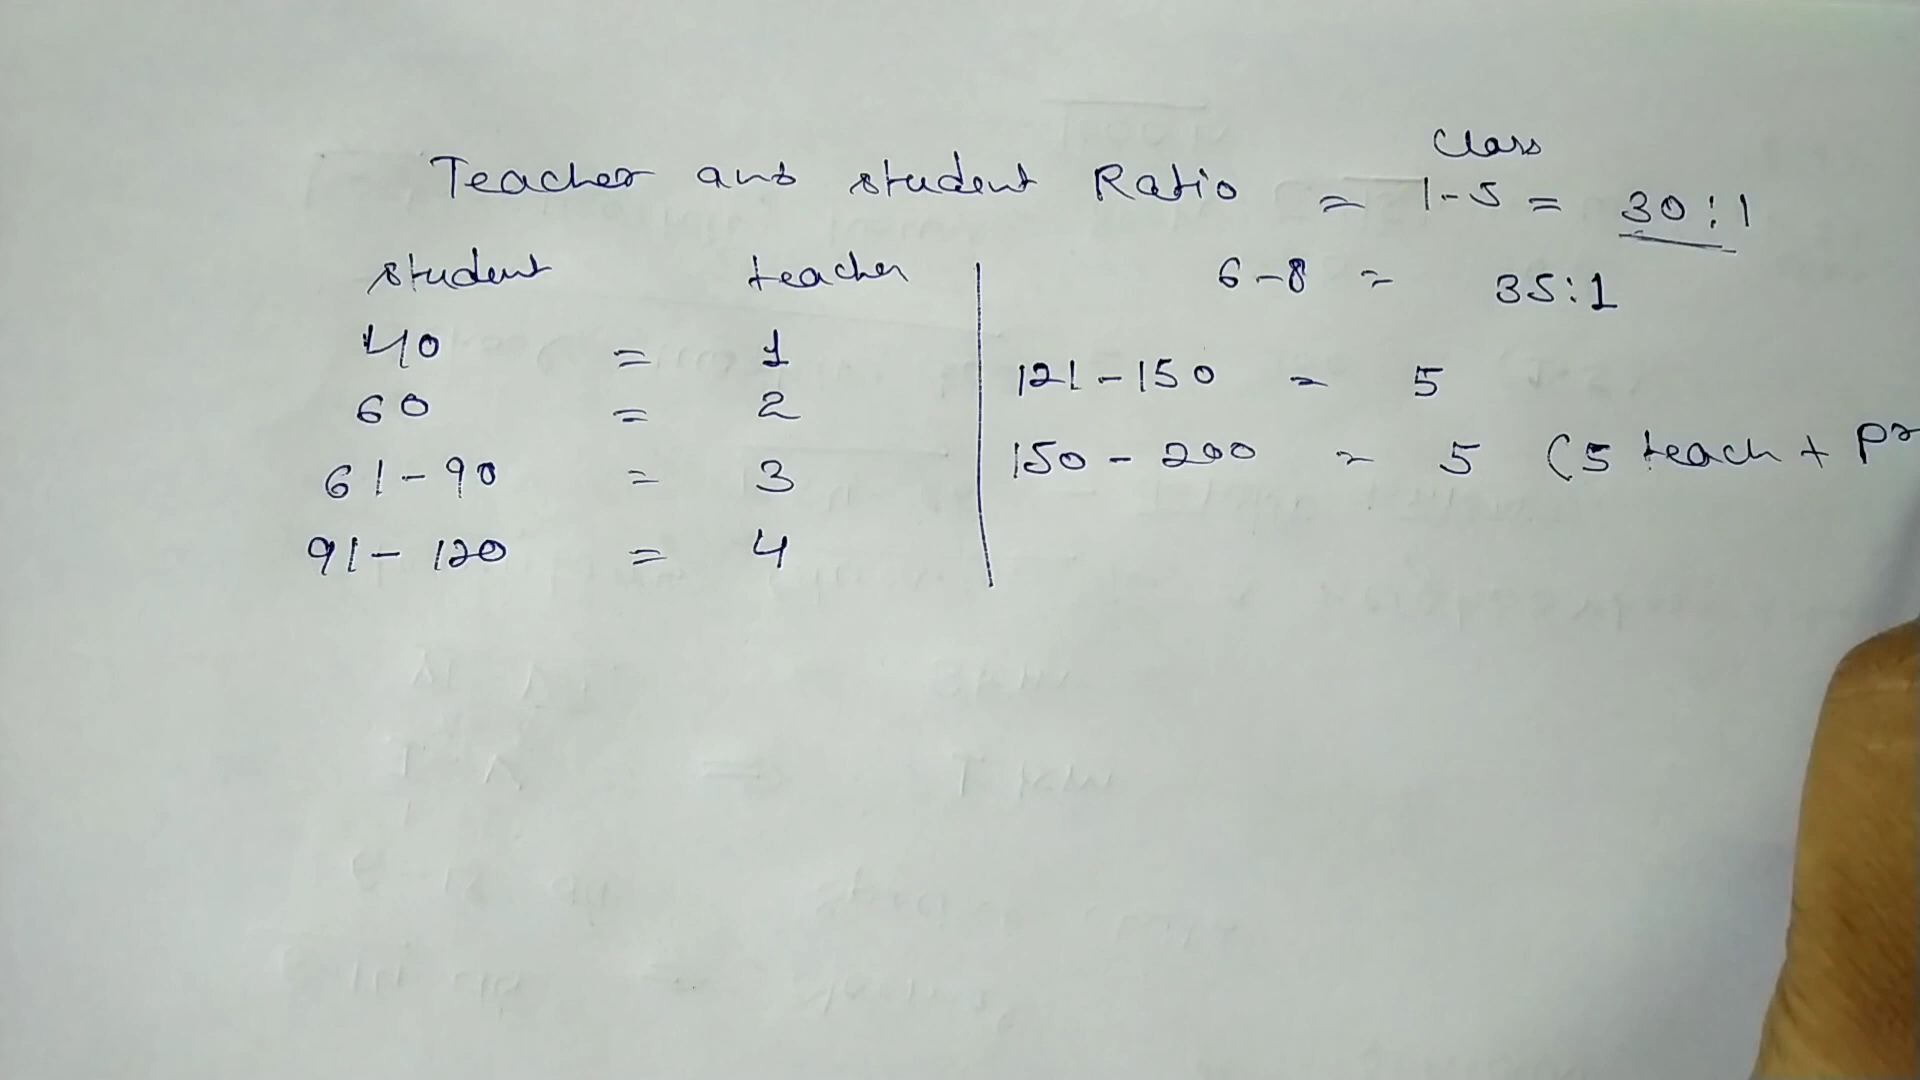 Class
Teacher and student Ratio = 1-5 = 30:1
6-8 = 35:1
student teacher
40 = 1
60 = 2
61-90 = 3
91-120 = 4
121-150 = 5
150-200 = 5 (5 teach + Pr